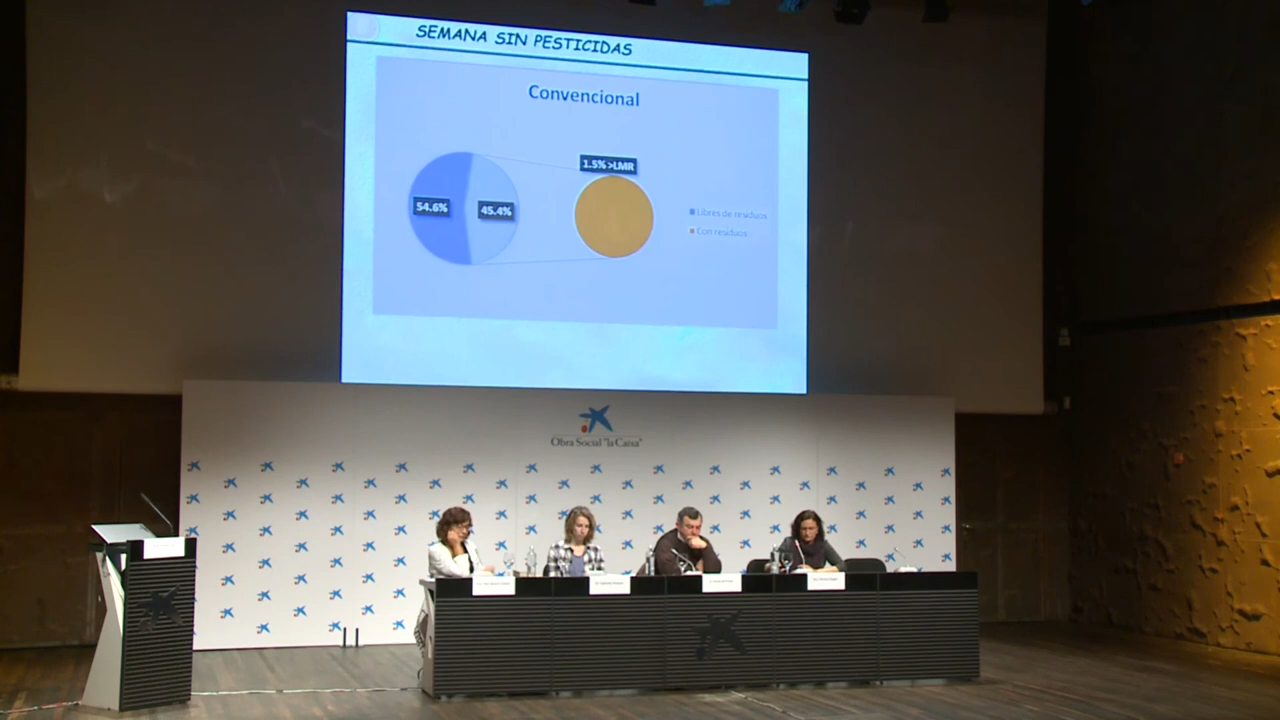 SEMANA SIN PESTICIDAS
Convencional
1.5% >LMR
54.6%
45.4%
Libres de residuos
Con residuos
Obra Social "la Caixa"